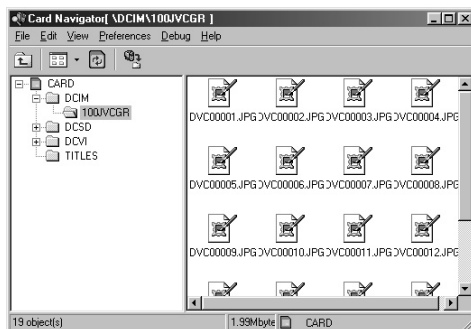 Card Navigator[ \DCIM\100JVCGR ]
File Edit View Preferences Debug Help
CARD
DCIM
100JVCGR
DCSD
DCVI
TITLES
DVC00001.JPG DVC00002.JPG DVC00003.JPG DVC00004.JPG
DVC00005.JPG DVC00006.JPG DVC00007.JPG DVC00008.JPG
DVC00009.JPG DVC00010.JPG DVC00011.JPG DVC00012.JPG
19 object(s) 1.99Mbyte CARD